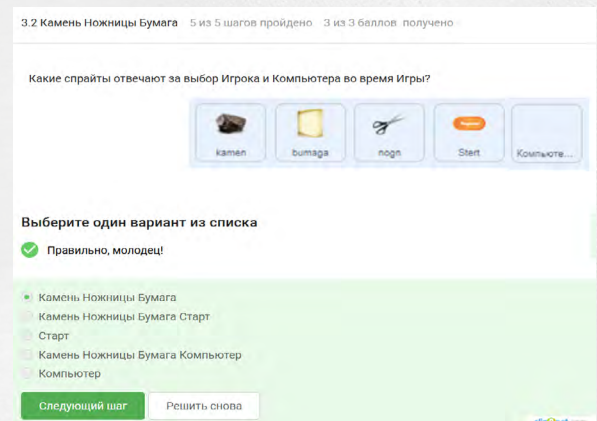 3.2 Камень Ножницы Бумага 5 из 5 шагов пройдено 3 из 3 баллов получено
Какие спрайты отвечают за выбор Игрока и Компьютера во время Игры?
kamen bumaga nogn Stert Компьюте...
Выберите один вариант из списка
Правильно, молодец!
Камень Ножницы Бумага
Камень Ножницы Бумага Старт
Старт
Камень Ножницы Бумага Компьютер
Компьютер
Следующий шаг Решить снова